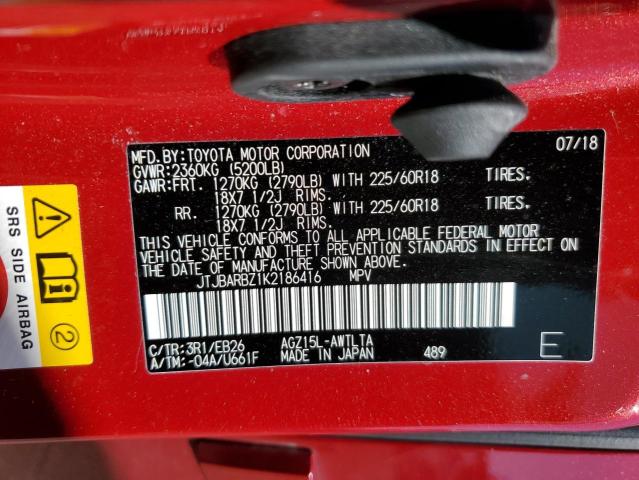 MFD.BY:TOYOTA MOTOR CORPORATION 07/18
GVWR:2360KG (5200LB)
GAWR:FRT. 1270KG (2790LB) WITH 225/60R18 TIRES.
18X7 1/2J RIMS.
RR. 1270KG (2790LB) WITH 225/60R18 TIRES.
18X7 1/2J RIMS.
THIS VEHICLE CONFORMS TO ALL APPLICABLE FEDERAL MOTOR
VEHICLE SAFETY AND THEFT PREVENTION STANDARDS IN EFFECT
ON THE DATE OF MANUFACTURE SHOWN ABOVE.
JTJBARBZ1K2186416 MPV
C/TR:3R1/EB26 AGZ15L-AWTLTA
A/TM:-04A/U661F MADE IN JAPAN 489 E
SRS SIDE AIRBAG
2